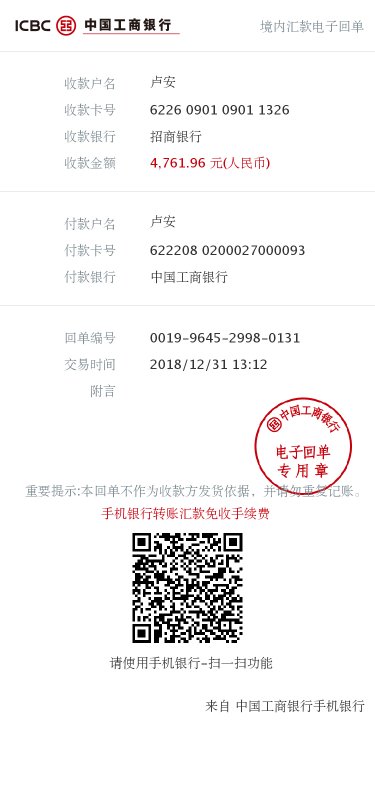 ICBC 中国工商银行 境内汇款电子回单
收款户名 卢安
收款卡号 6226 0901 0901 1326
收款银行 招商银行
收款金额 4,761.96 元(人民币)
付款户名 卢安
付款卡号 622208 0200027000093
付款银行 中国工商银行
回单编号 0019-9645-2998-0131
交易时间 2018/12/31 13:12
附言
中国工商银行
电子回单
专用章
重要提示:本回单不作为收款方发货依据，并请勿重复记账。
手机银行转账汇款免收手续费
请使用手机银行-扫一扫功能
来自 中国工商银行手机银行